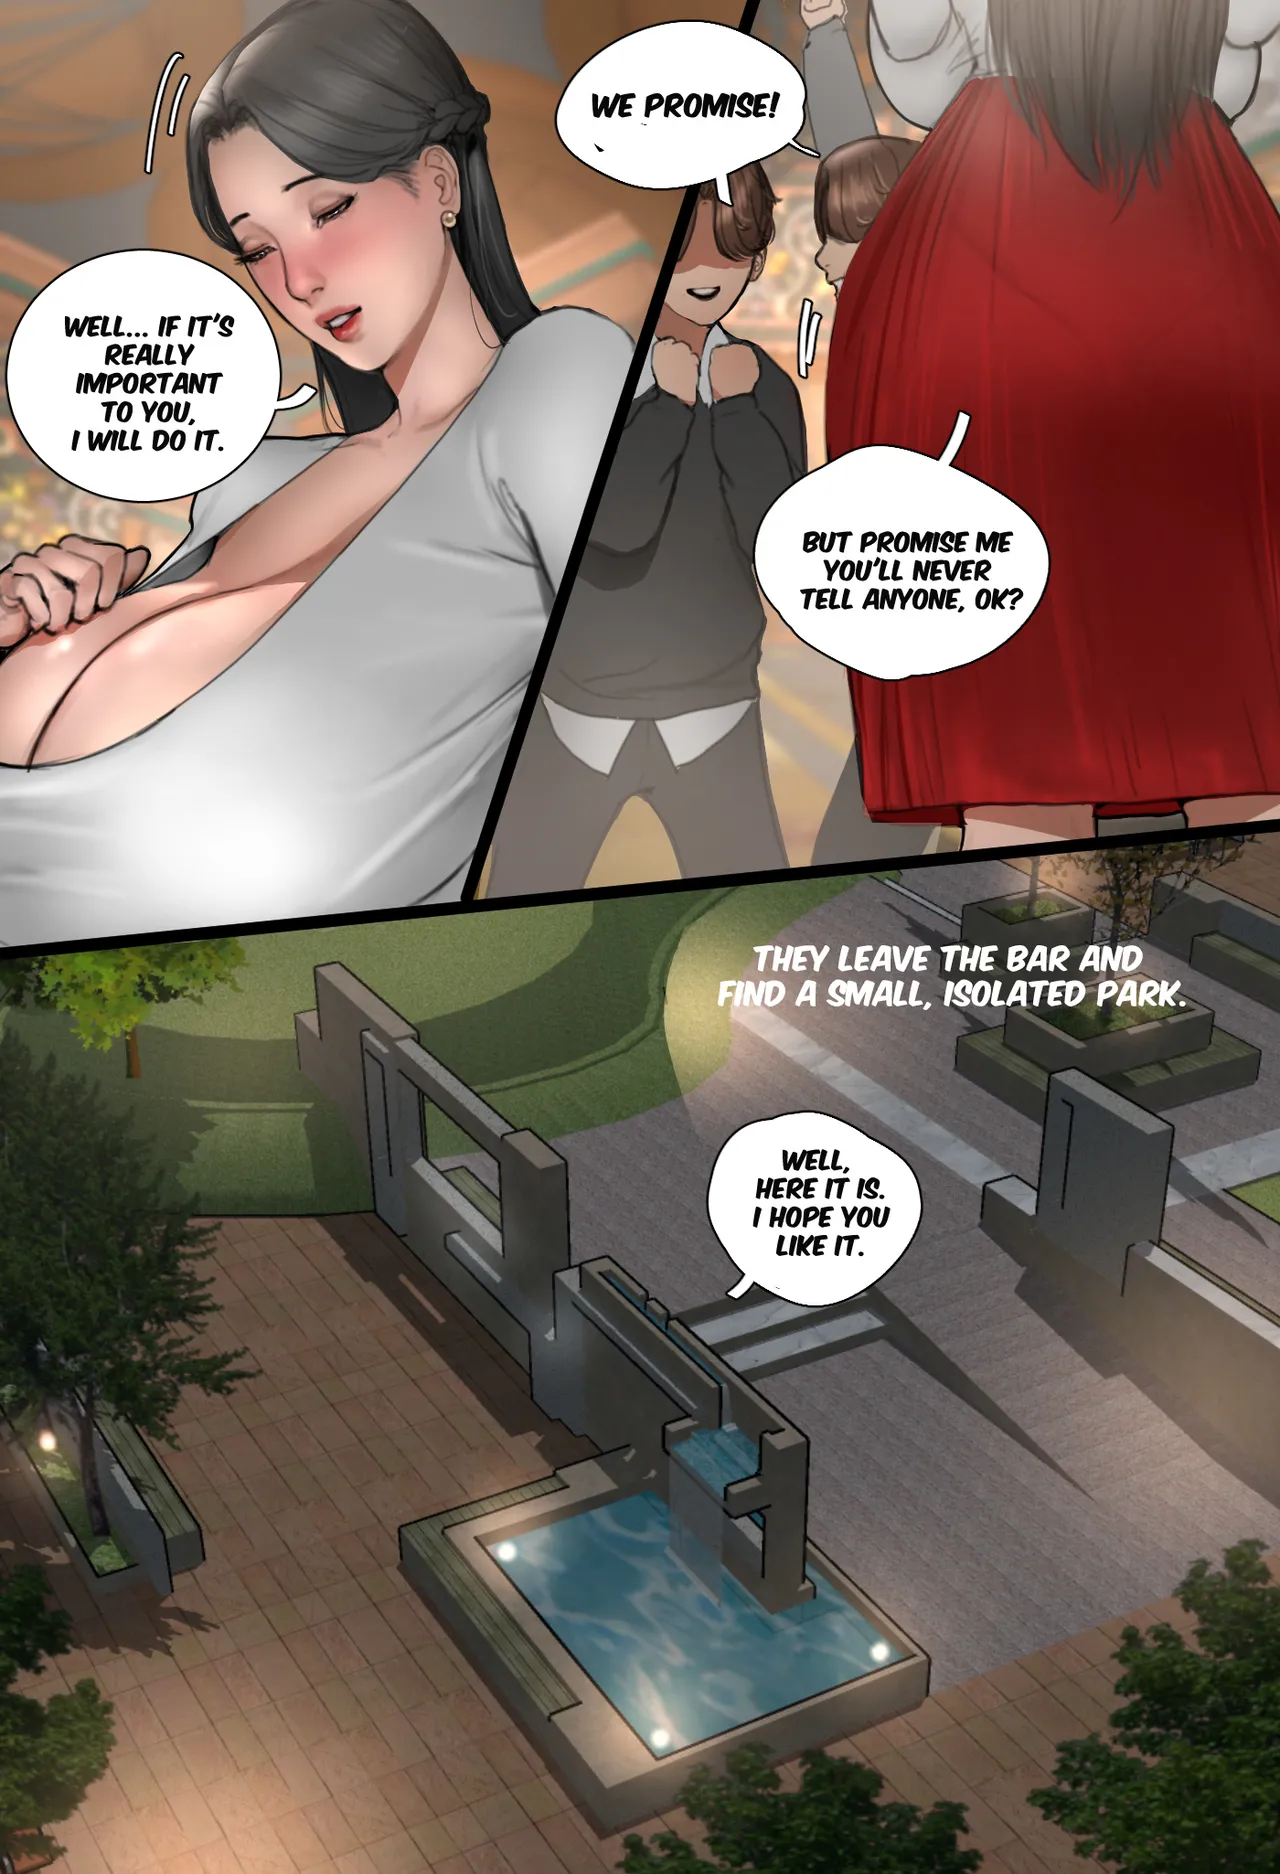 WE PROMISE!
WELL... IF IT'S
REALLY
IMPORTANT
TO YOU,
I WILL DO IT.
BUT PROMISE ME
YOU'LL NEVER
TELL ANYONE, OK?
THEY LEAVE THE BAR AND
FIND A SMALL, ISOLATED PARK.
WELL,
HERE IT IS.
I HOPE YOU
LIKE IT.